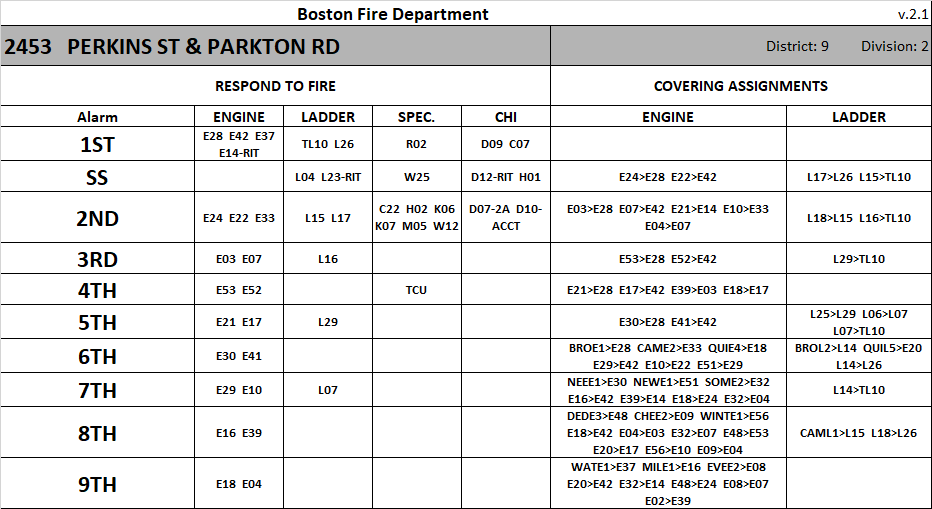 Boston Fire Department v.2.1
2453 PERKINS ST & PARKTON RD District: 9 Division: 2
RESPOND TO FIRE COVERING ASSIGNMENTS
Alarm ENGINE LADDER SPEC. CHI ENGINE LADDER
1ST E28 E42 E37 TL10 L26 R02 D09 C07
E14-RIT
SS L04 L23-RIT W25 D12-RIT H01 E24>E28 E22>E42 L17>L26 L15>TL10
2ND E24 E22 E33 L15 L17 C22 H02 K06 D07-2A D10- E03>E28 E07>E42 E21>E14 E10>E33 L18>L15 L16>TL10
K07 M05 W12 ACCT E04>E07
3RD E03 E07 L16 E53>E28 E52>E42 L29>TL10
4TH E53 E52 TCU E21>E28 E17>E42 E39>E03 E18>E17
5TH E21 E17 L29 E30>E28 E41>E42 L25>L29 L06>L07
L07>TL10
6TH E30 E41 BROE1>E28 CAME2>E33 QUIE4>E18 BROL2>L14 QUIL5>E20
E29>E42 E10>E22 E51>E29 L14>L26
7TH E29 E10 L07 NEEE1>E30 NEWE1>E51 SOME2>E32 L14>TL10
E16>E42 E39>E14 E18>E24 E32>E04
8TH E16 E39 DEDE3>E48 CHEE2>E09 WINTE1>E56 CAML1>L15 L18>L26
E18>E42 E04>E03 E32>E07 E48>E53
E20>E17 E56>E10 E09>E04
9TH E18 E04 WATE1>E37 MILE1>E16 EVEE2>E08
E20>E42 E32>E14 E48>E24 E08>E07
E02>E39